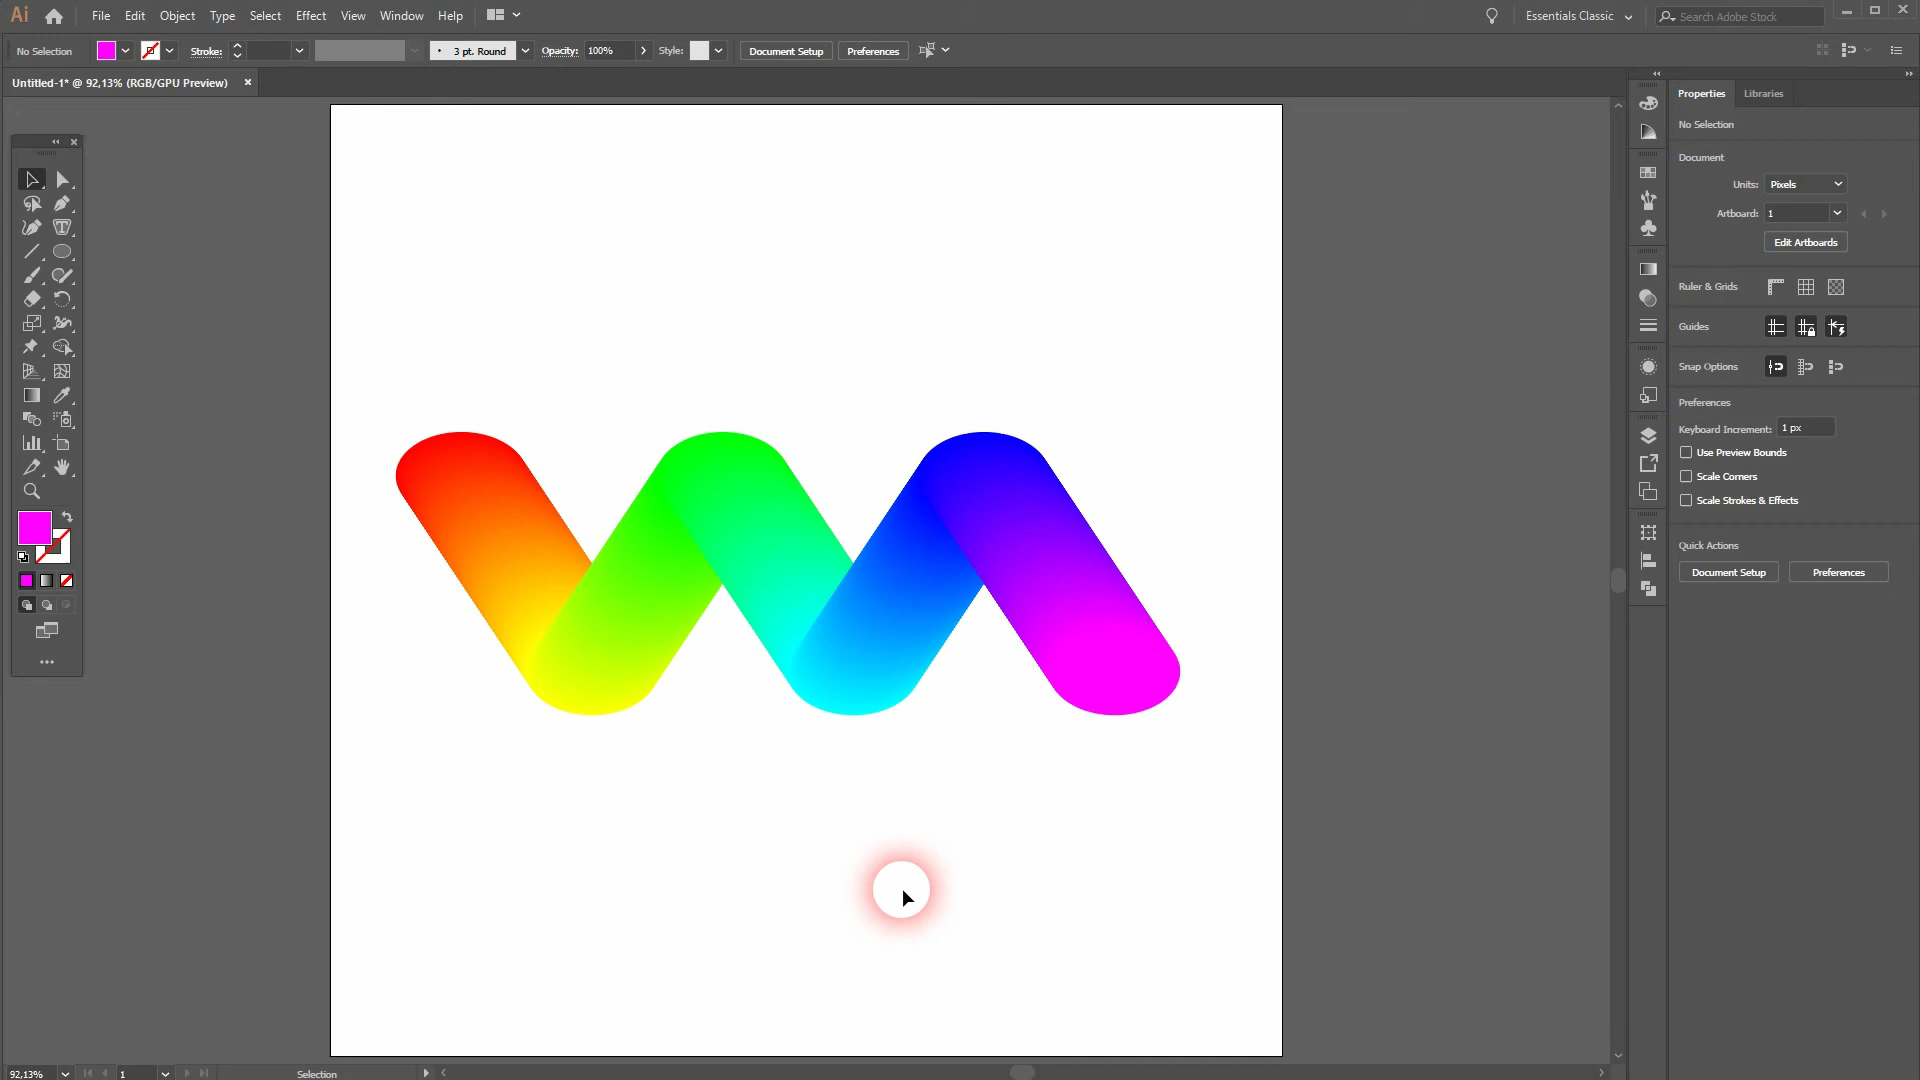 Ai File Edit Object Type Select Effect View Window Help Essentials Classic Search Adobe Stock
No Selection Stroke: 3 pt. Round Opacity: 100% Style: Document Setup Preferences
Untitled-1* @ 92,13% (RGB/GPU Preview)
Properties Libraries
No Selection
Document
Units: Pixels
Artboard: 1
Edit Artboards
Ruler & Grids
Guides
Snap Options
Preferences
Keyboard Increment: 1 px
Use Preview Bounds
Scale Corners
Scale Strokes & Effects
Quick Actions
Document Setup Preferences
92,13% 1 Selection